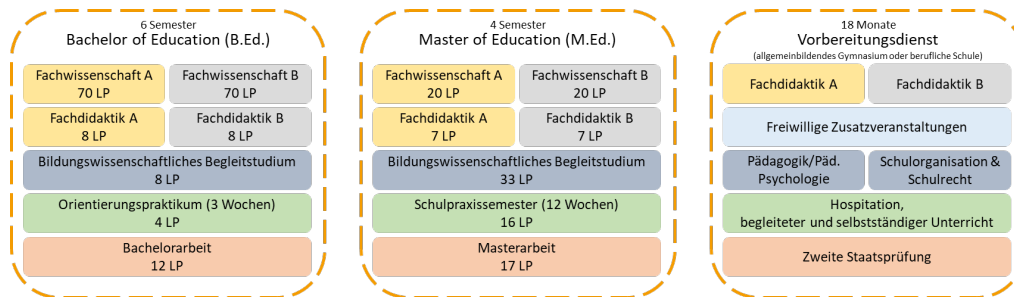 6 Semester
Bachelor of Education (B.Ed.)
Fachwissenschaft A
70 LP
Fachwissenschaft B
70 LP
Fachdidaktik A
8 LP
Fachdidaktik B
8 LP
Bildungswissenschaftliches Begleitstudium
8 LP
Orientierungspraktikum (3 Wochen)
4 LP
Bachelorarbeit
12 LP
4 Semester
Master of Education (M.Ed.)
Fachwissenschaft A
20 LP
Fachwissenschaft B
20 LP
Fachdidaktik A
7 LP
Fachdidaktik B
7 LP
Bildungswissenschaftliches Begleitstudium
33 LP
Schulpraxissemester (12 Wochen)
16 LP
Masterarbeit
17 LP
18 Monate
Vorbereitungsdienst
(allgemeinbildendes Gymnasium oder berufliche Schule)
Fachdidaktik A
Fachdidaktik B
Freiwillige Zusatzveranstaltungen
Pädagogik/Päd.
Psychologie
Schulorganisation &
Schulrecht
Hospitation,
begleiteter und selbstständiger Unterricht
Zweite Staatsprüfung